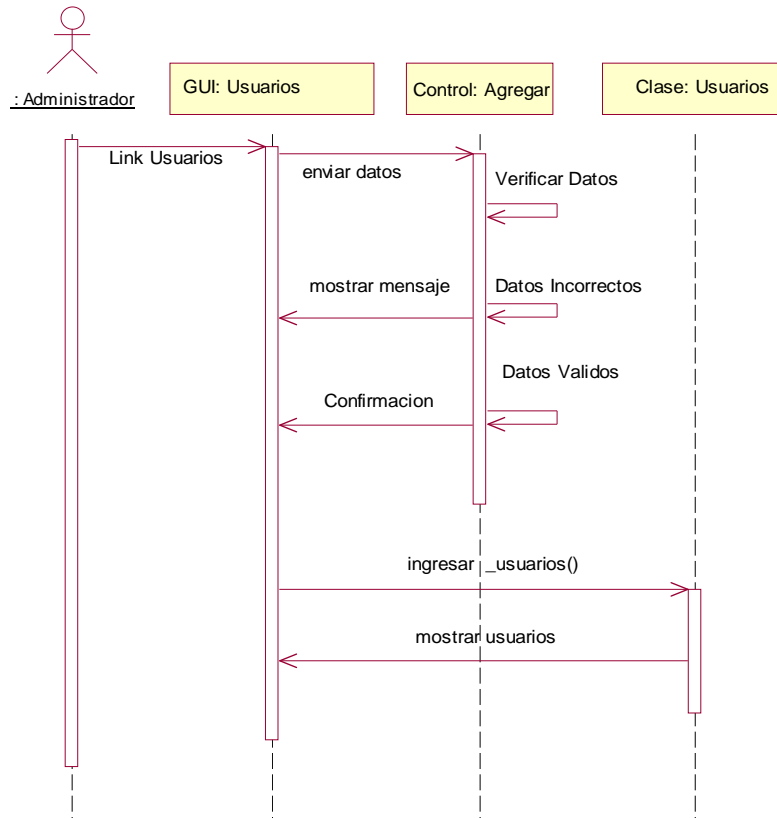 : Administrador
GUI: Usuarios
Control: Agregar
Clase: Usuarios
Link Usuarios
enviar datos
Verificar Datos
mostrar mensaje
Datos Incorrectos
Datos Validos
Confirmacion
ingresar _usuarios()
mostrar usuarios